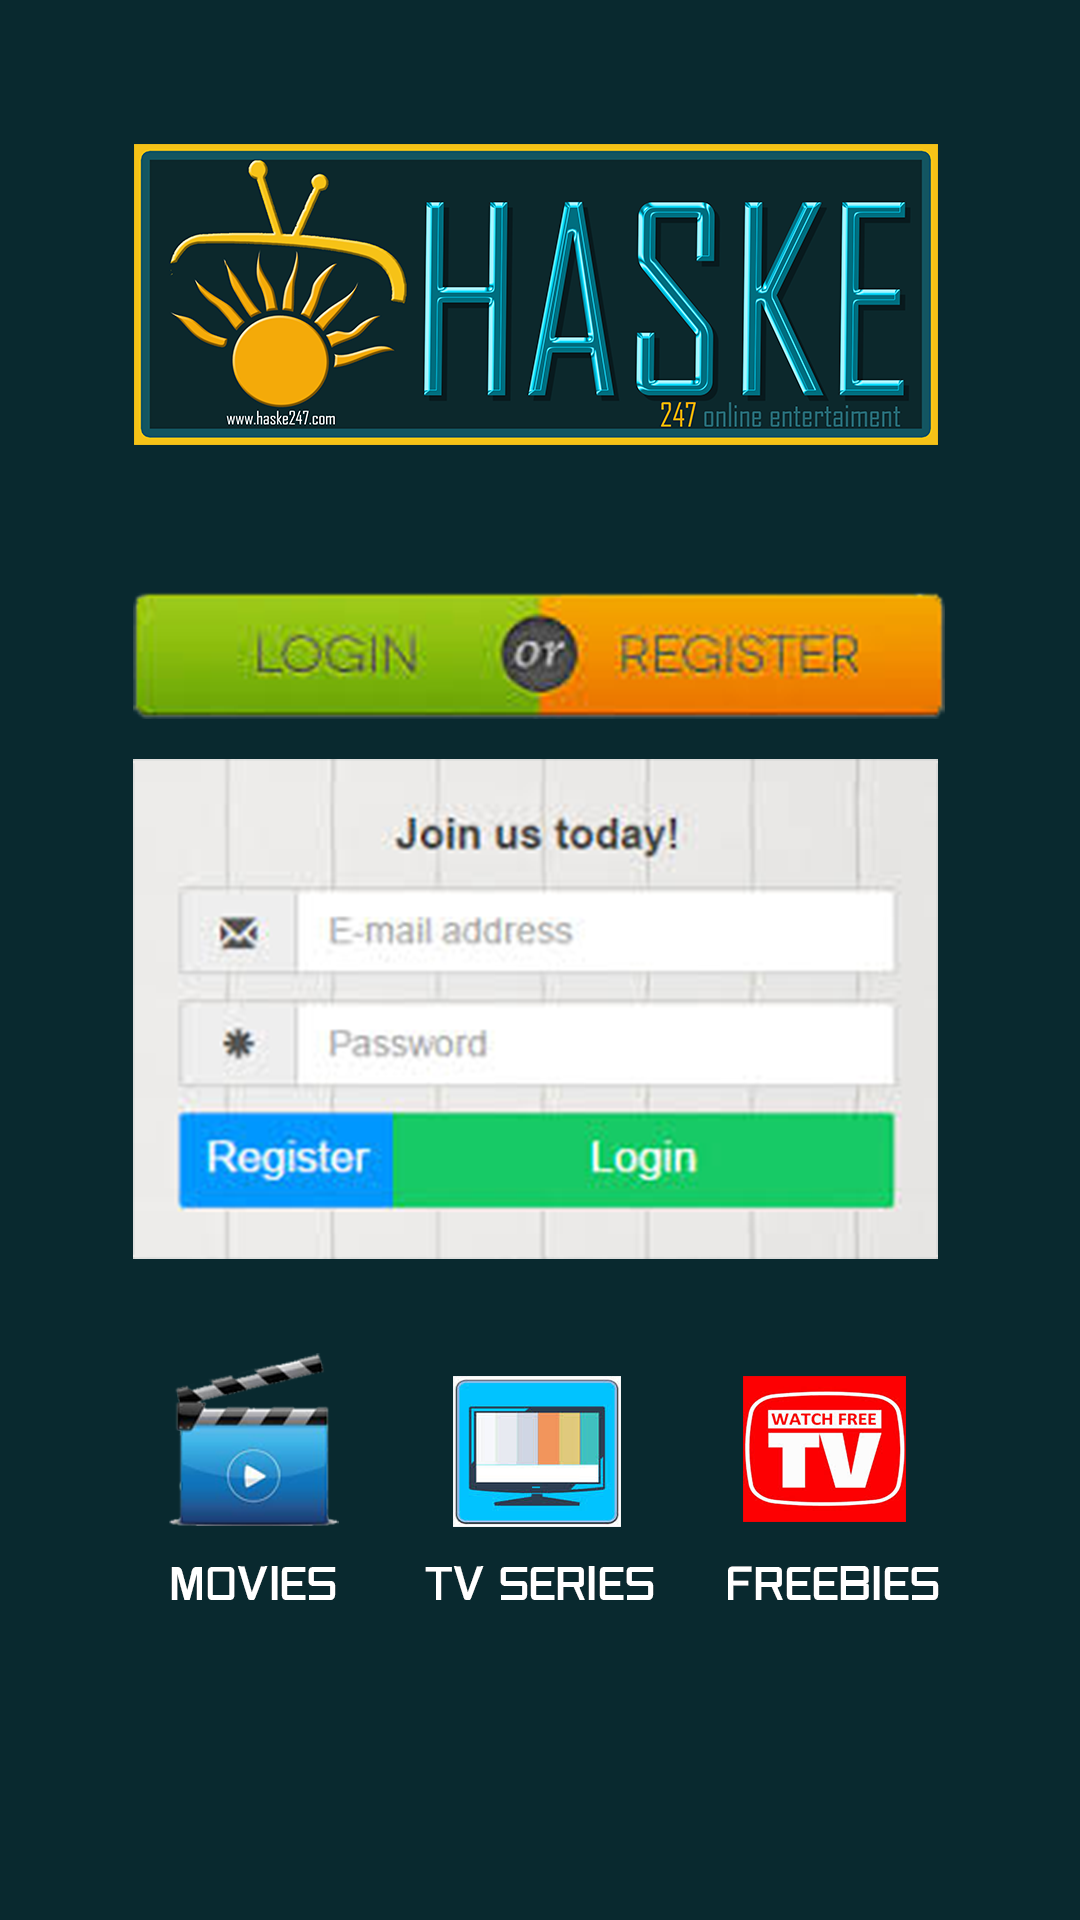 HASKE
www.haske247.com
247 online entertaiment
LOGIN or REGISTER
Join us today!
E-mail address
Password
Register Login
WATCH FREE
TV
MOVIES TV SERIES FREEBIES